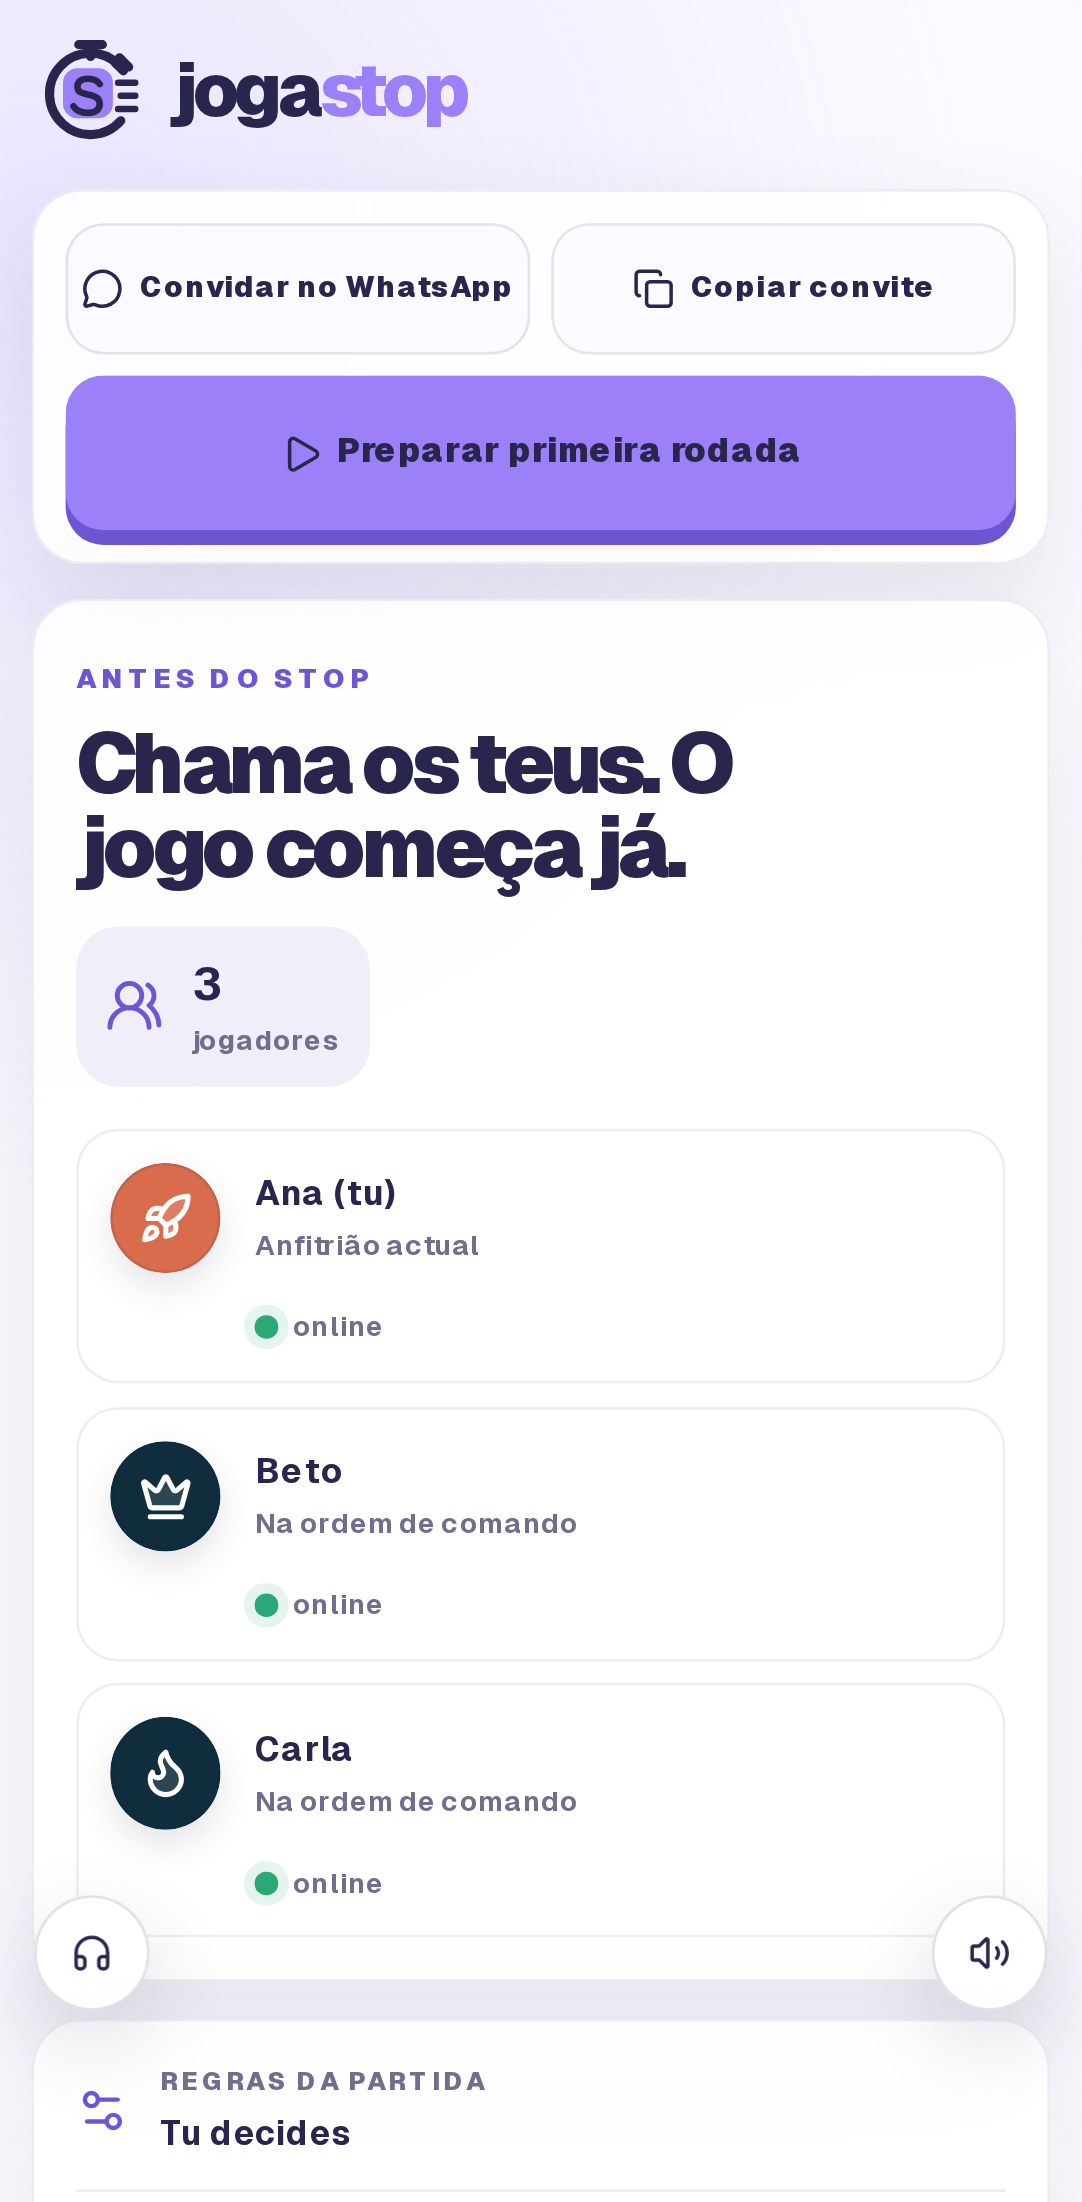 S jogastop
Convidar no WhatsApp
Copiar convite
Preparar primeira rodada
ANTES DO STOP
Chama os teus. O
jogo começa já.
3
jogadores
Ana (tu)
Anfitrião actual
online
Beto
Na ordem de comando
online
Carla
Na ordem de comando
online
REGRAS DA PARTIDA
Tu decides